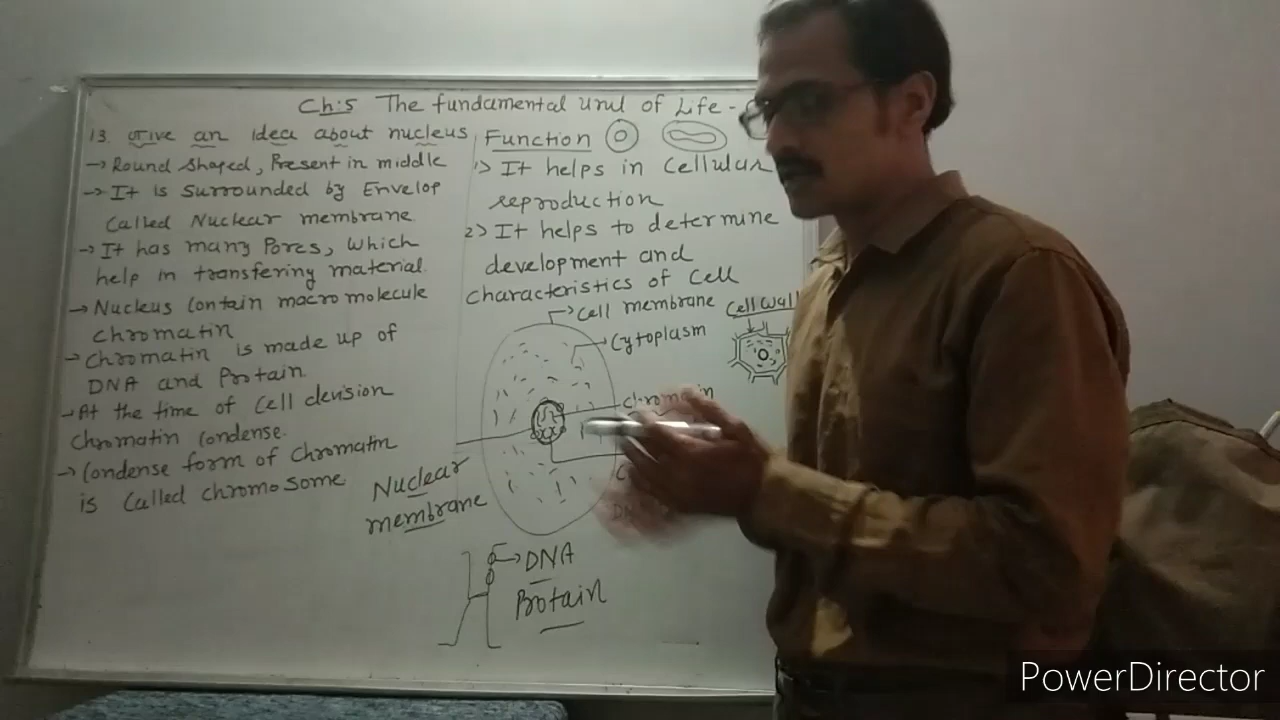 Ch:5 The fundamental Unit of Life -
13. Give an Idea about nucleus
→ Round shaped, Present in middle
→ It is surrounded by Envelop
Called Nuclear membrane
→ It has many Pores, which
help in transfering material.
→ Nucleus Contain macromolecule
Chromatin
→ Chromatin is made up of
DNA and Protain.
→ At the time of Cell devision
Chromatin Condense.
→ Condense form of Chromatin
is Called chromosome
Function
1> It helps in Cellular
reproduction
2> It helps to determine
development and
Characteristics of Cell
→ Cell membrane
→ Cytoplasm
Cell Wall
Nuclear
membrane
→ DNA
Protain
PowerDirector